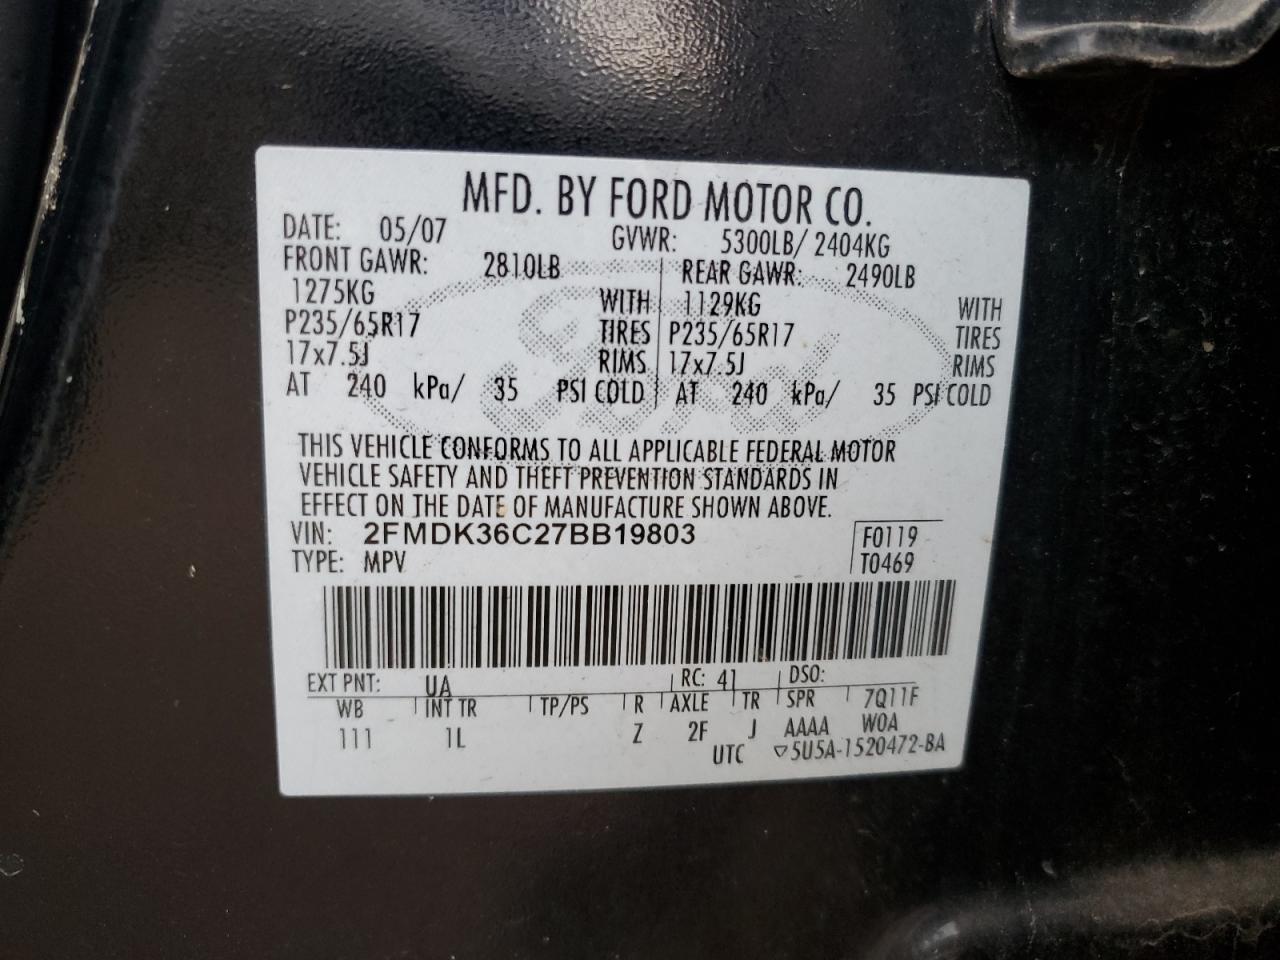 MFD. BY FORD MOTOR CO.
DATE: 05/07 GVWR: 5300LB/ 2404KG
FRONT GAWR: 2810LB REAR GAWR: 2490LB
1275KG WITH 1129KG WITH
P235/65R17 TIRES P235/65R17 TIRES
17x7.5J RIMS 17x7.5J RIMS
AT 240 kPa/ 35 PSI COLD AT 240 kPa/ 35 PSI COLD
Ford
THIS VEHICLE CONFORMS TO ALL APPLICABLE FEDERAL MOTOR
VEHICLE SAFETY AND THEFT PREVENTION STANDARDS IN
EFFECT ON THE DATE OF MANUFACTURE SHOWN ABOVE.
VIN: 2FMDK36C27BB19803 F0119
TYPE: MPV T0469
EXT PNT: UA RC: 41 DSO:
WB INT TR TP/PS R AXLE TR SPR 7Q11F
111 1L Z 2F J AAAA W0A
UTC ▽5U5A-1520472-BA